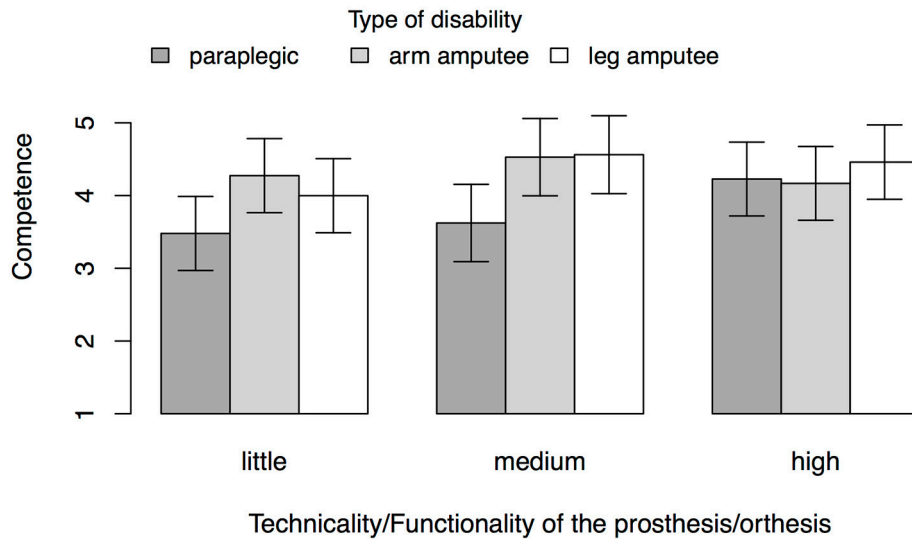 Type of disability
paraplegic arm amputee leg amputee
Competence
5
4
3
2
1
little medium high
Technicality/Functionality of the prosthesis/orthesis